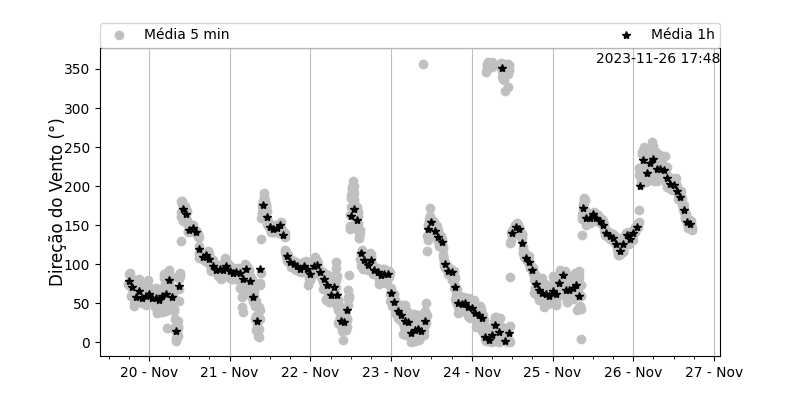 Média 5 min
Média 1h
2023-11-26 17:48
Direção do Vento (°)
350
300
250
200
150
100
50
0
20 - Nov
21 - Nov
22 - Nov
23 - Nov
24 - Nov
25 - Nov
26 - Nov
27 - Nov